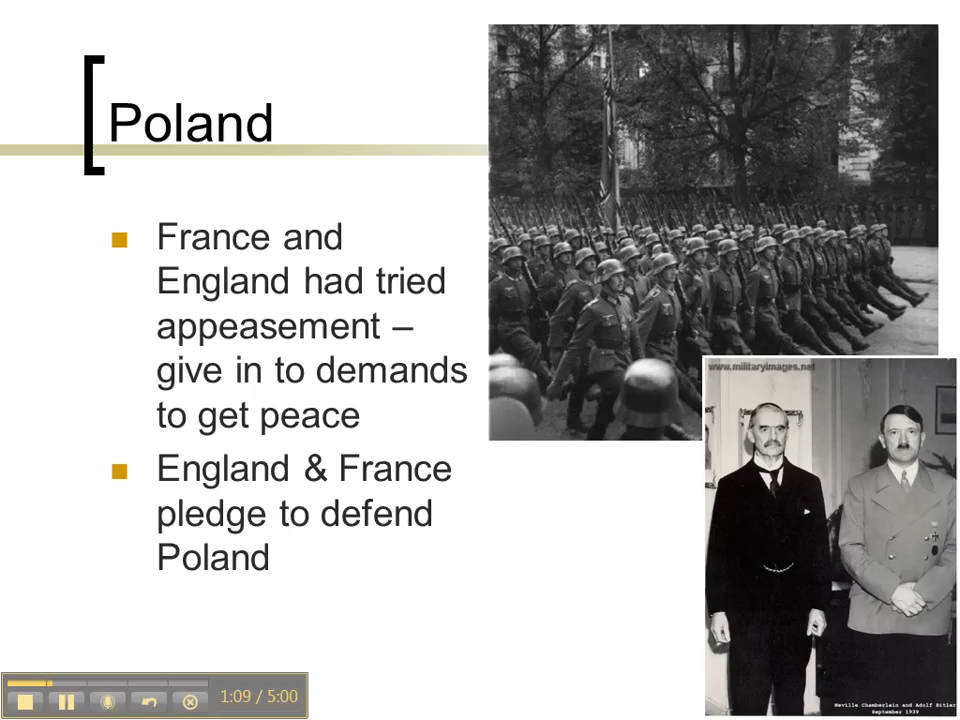 Poland
France and
England had tried
appeasement –
give in to demands
to get peace
England & France
pledge to defend
Poland
www.militaryimages.net
Neville Chamberlain and Adolf Hitler
September 1939
1:09 / 5:00